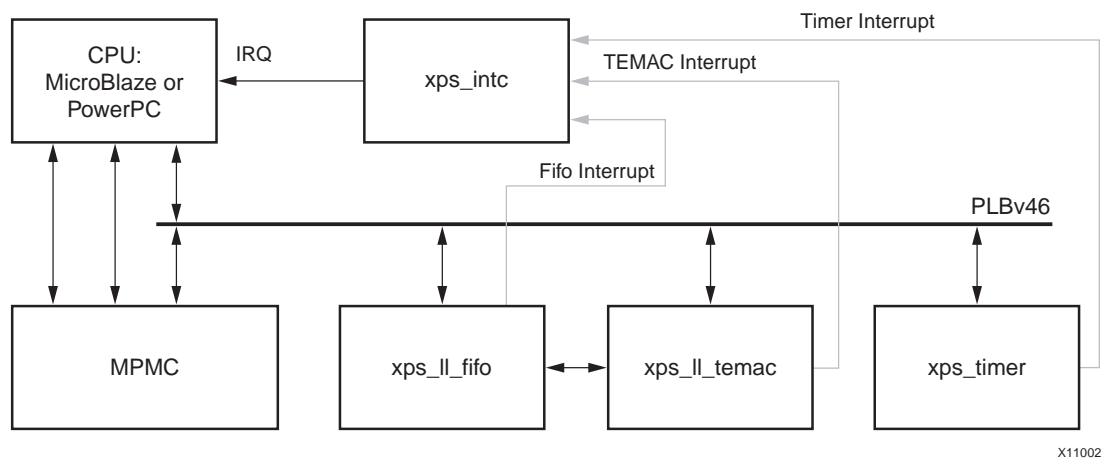 Timer Interrupt
CPU:
MicroBlaze or
PowerPC
IRQ
xps_intc
TEMAC Interrupt
Fifo Interrupt
PLBv46
MPMC
xps_ll_fifo
xps_ll_temac
xps_timer
X11002